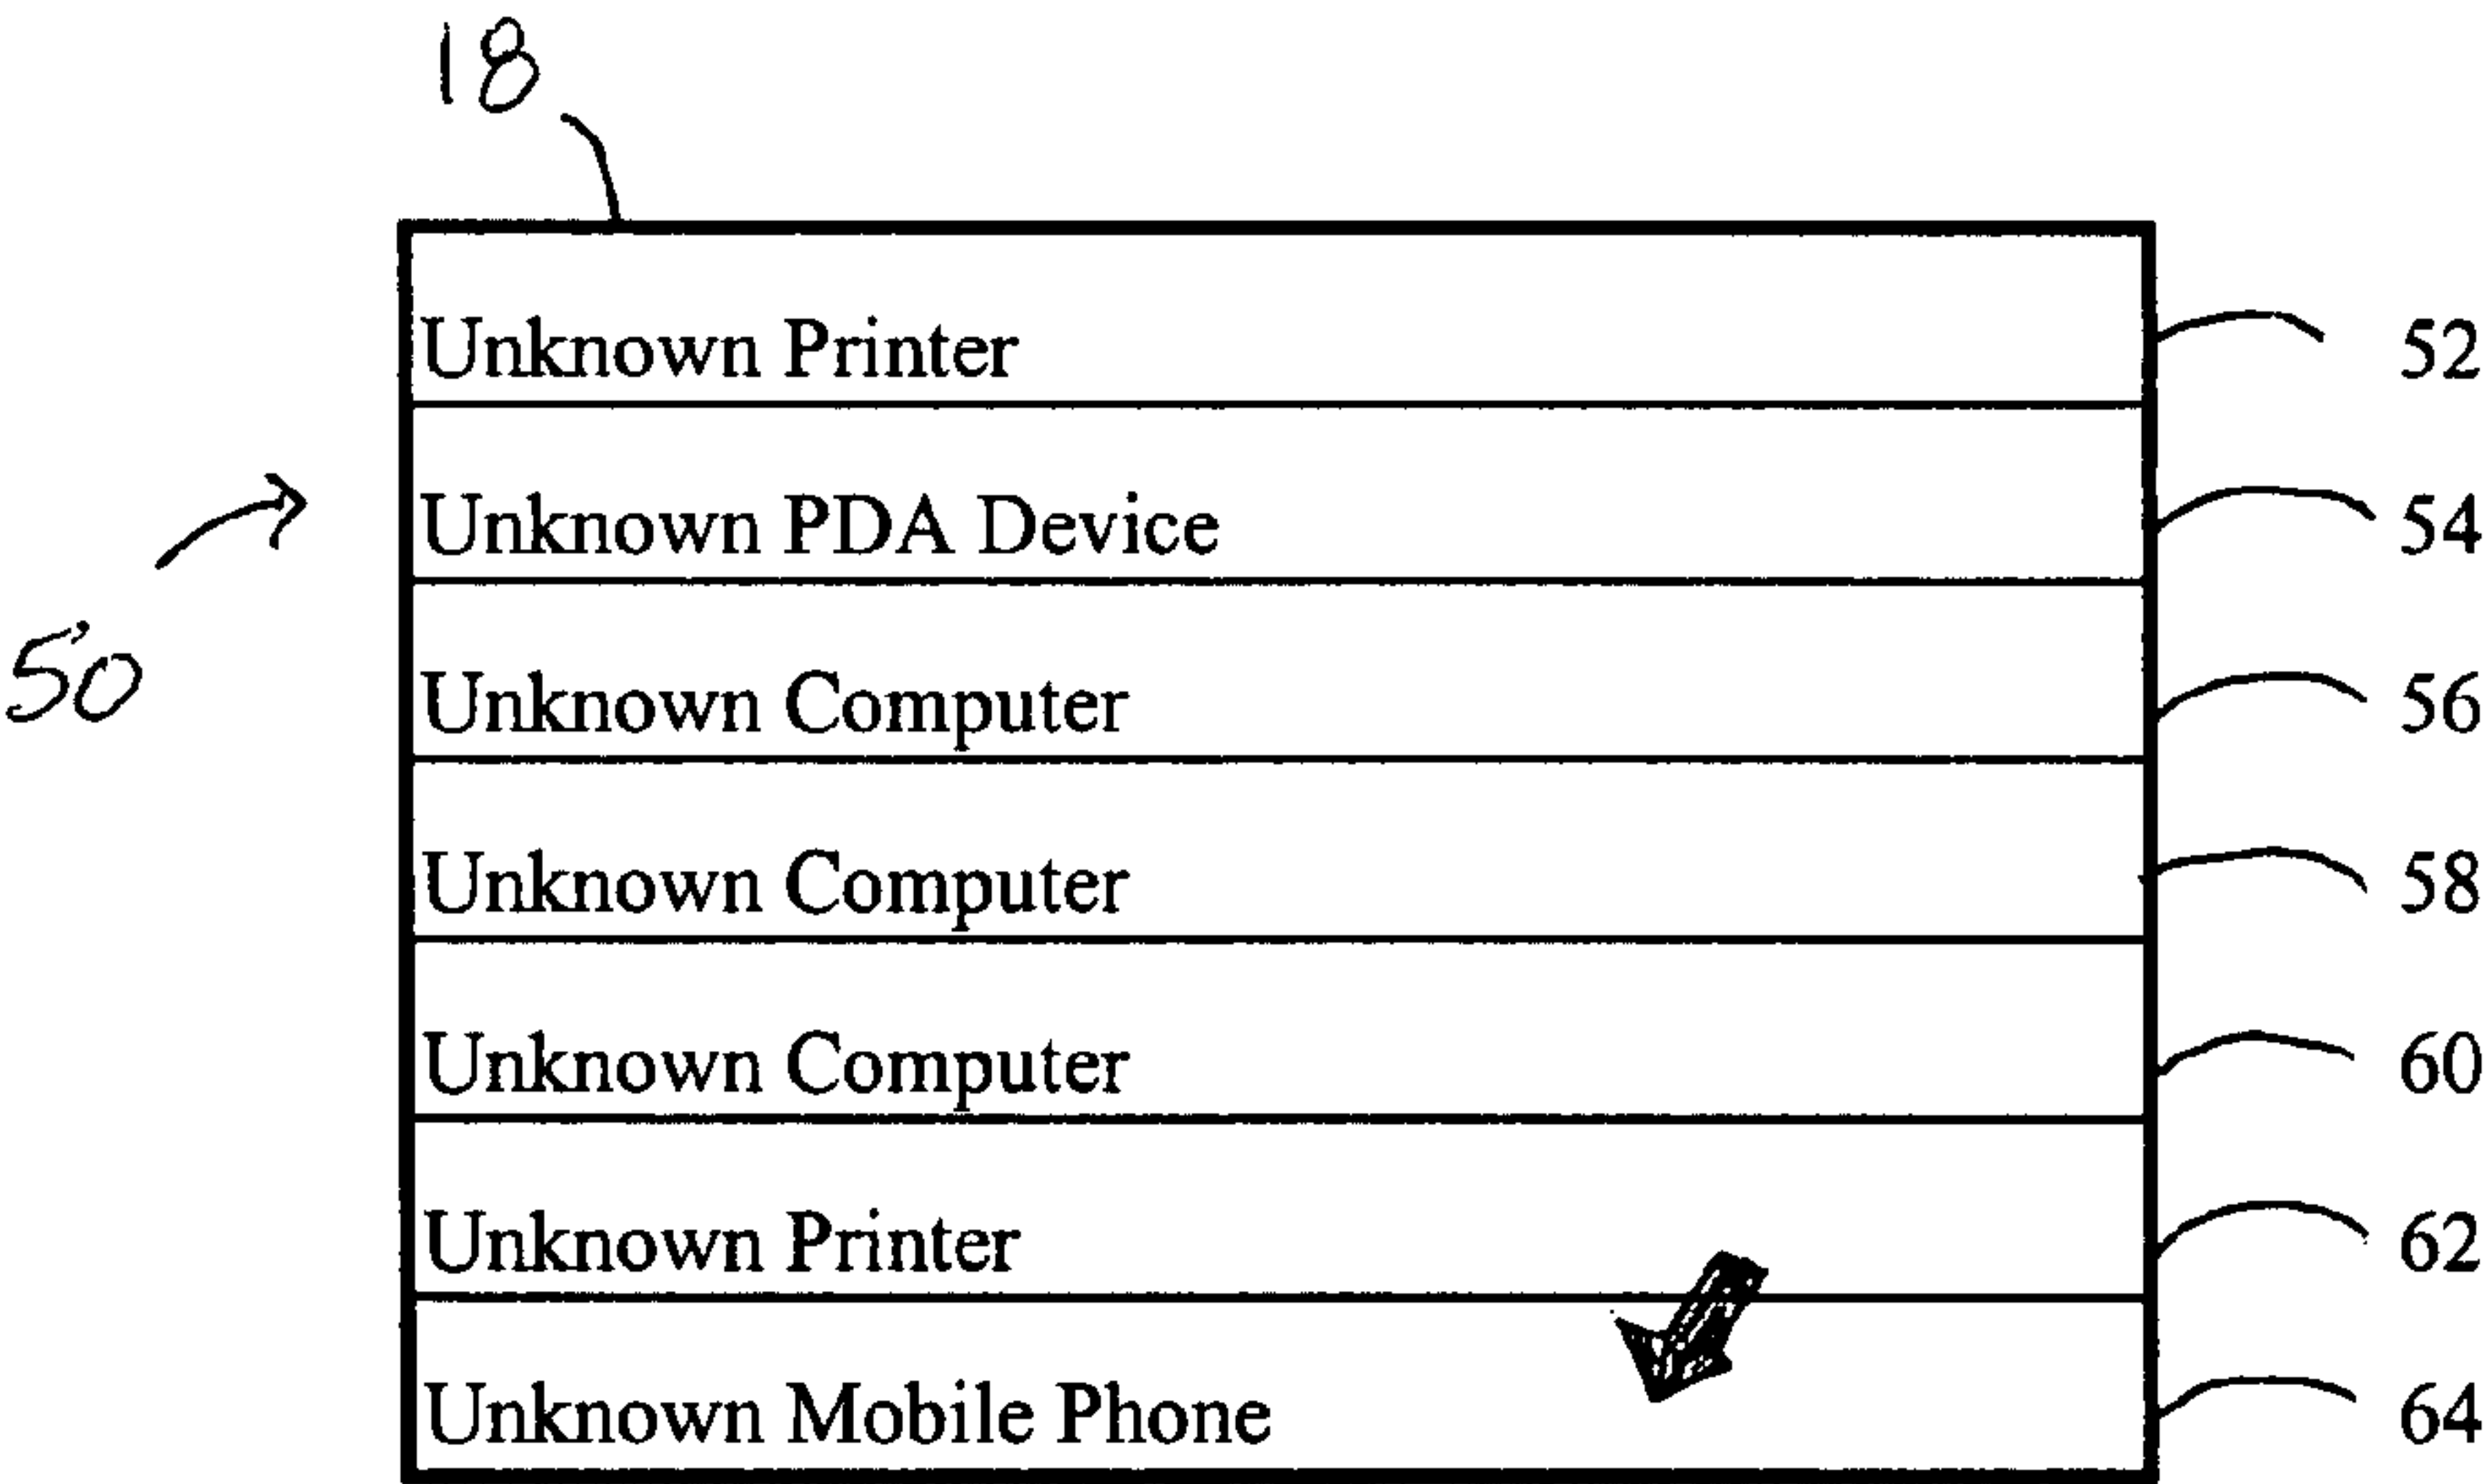 18
Unknown Printer 52
Unknown PDA Device 54
50
Unknown Computer 56
Unknown Computer 58
Unknown Computer 60
Unknown Printer 62
Unknown Mobile Phone 64